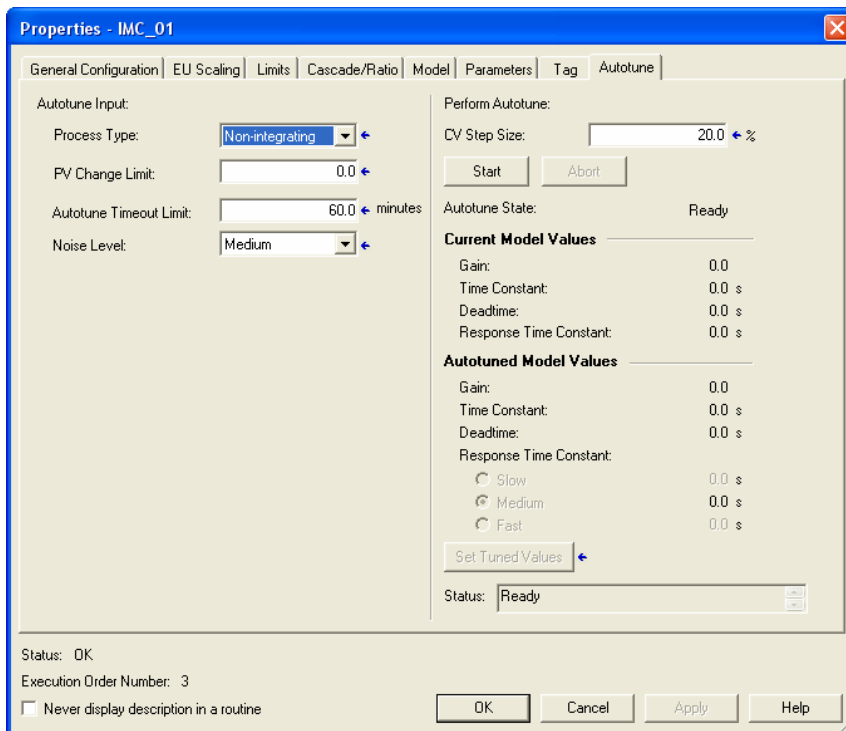 Properties - IMC_01
General Configuration EU Scaling Limits Cascade/Ratio Model Parameters Tag Autotune
Autotune Input:
Process Type: Non-integrating
PV Change Limit: 0.0
Autotune Timeout Limit: 60.0 minutes
Noise Level: Medium
Perform Autotune:
CV Step Size: 20.0 %
Start Abort
Autotune State: Ready
Current Model Values
Gain: 0.0
Time Constant: 0.0 s
Deadtime: 0.0 s
Response Time Constant: 0.0 s
Autotuned Model Values
Gain: 0.0
Time Constant: 0.0 s
Deadtime: 0.0 s
Response Time Constant:
Slow 0.0 s
Medium 0.0 s
Fast 0.0 s
Set Tuned Values
Status: Ready
Status: OK
Execution Order Number: 3
Never display description in a routine
OK Cancel Apply Help